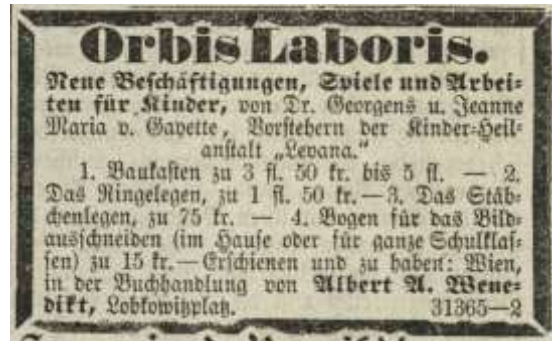 Orbis Laboris.
Neue Beschäftigungen, Spiele und Arbei-
ten für Kinder, von Dr. Georgens u. Jeanne
Maria v. Gayette, Vorstehern der Kinder-Heil-
anstalt „Levana.“
1. Baukasten zu 3 fl. 50 kr. bis 5 fl. — 2.
Das Ringelegen, zu 1 fl. 50 kr. — 3. Das Stäb-
chenlegen, zu 75 kr. — 4. Bogen für das Bild-
ausschneiden (im Hause oder für ganze Schulklas-
sen) zu 15 kr. — Erschienen und zu haben: Wien,
in der Buchhandlung von Albert A. Wene-
dikt, Lobkowitzplatz. 31365—2